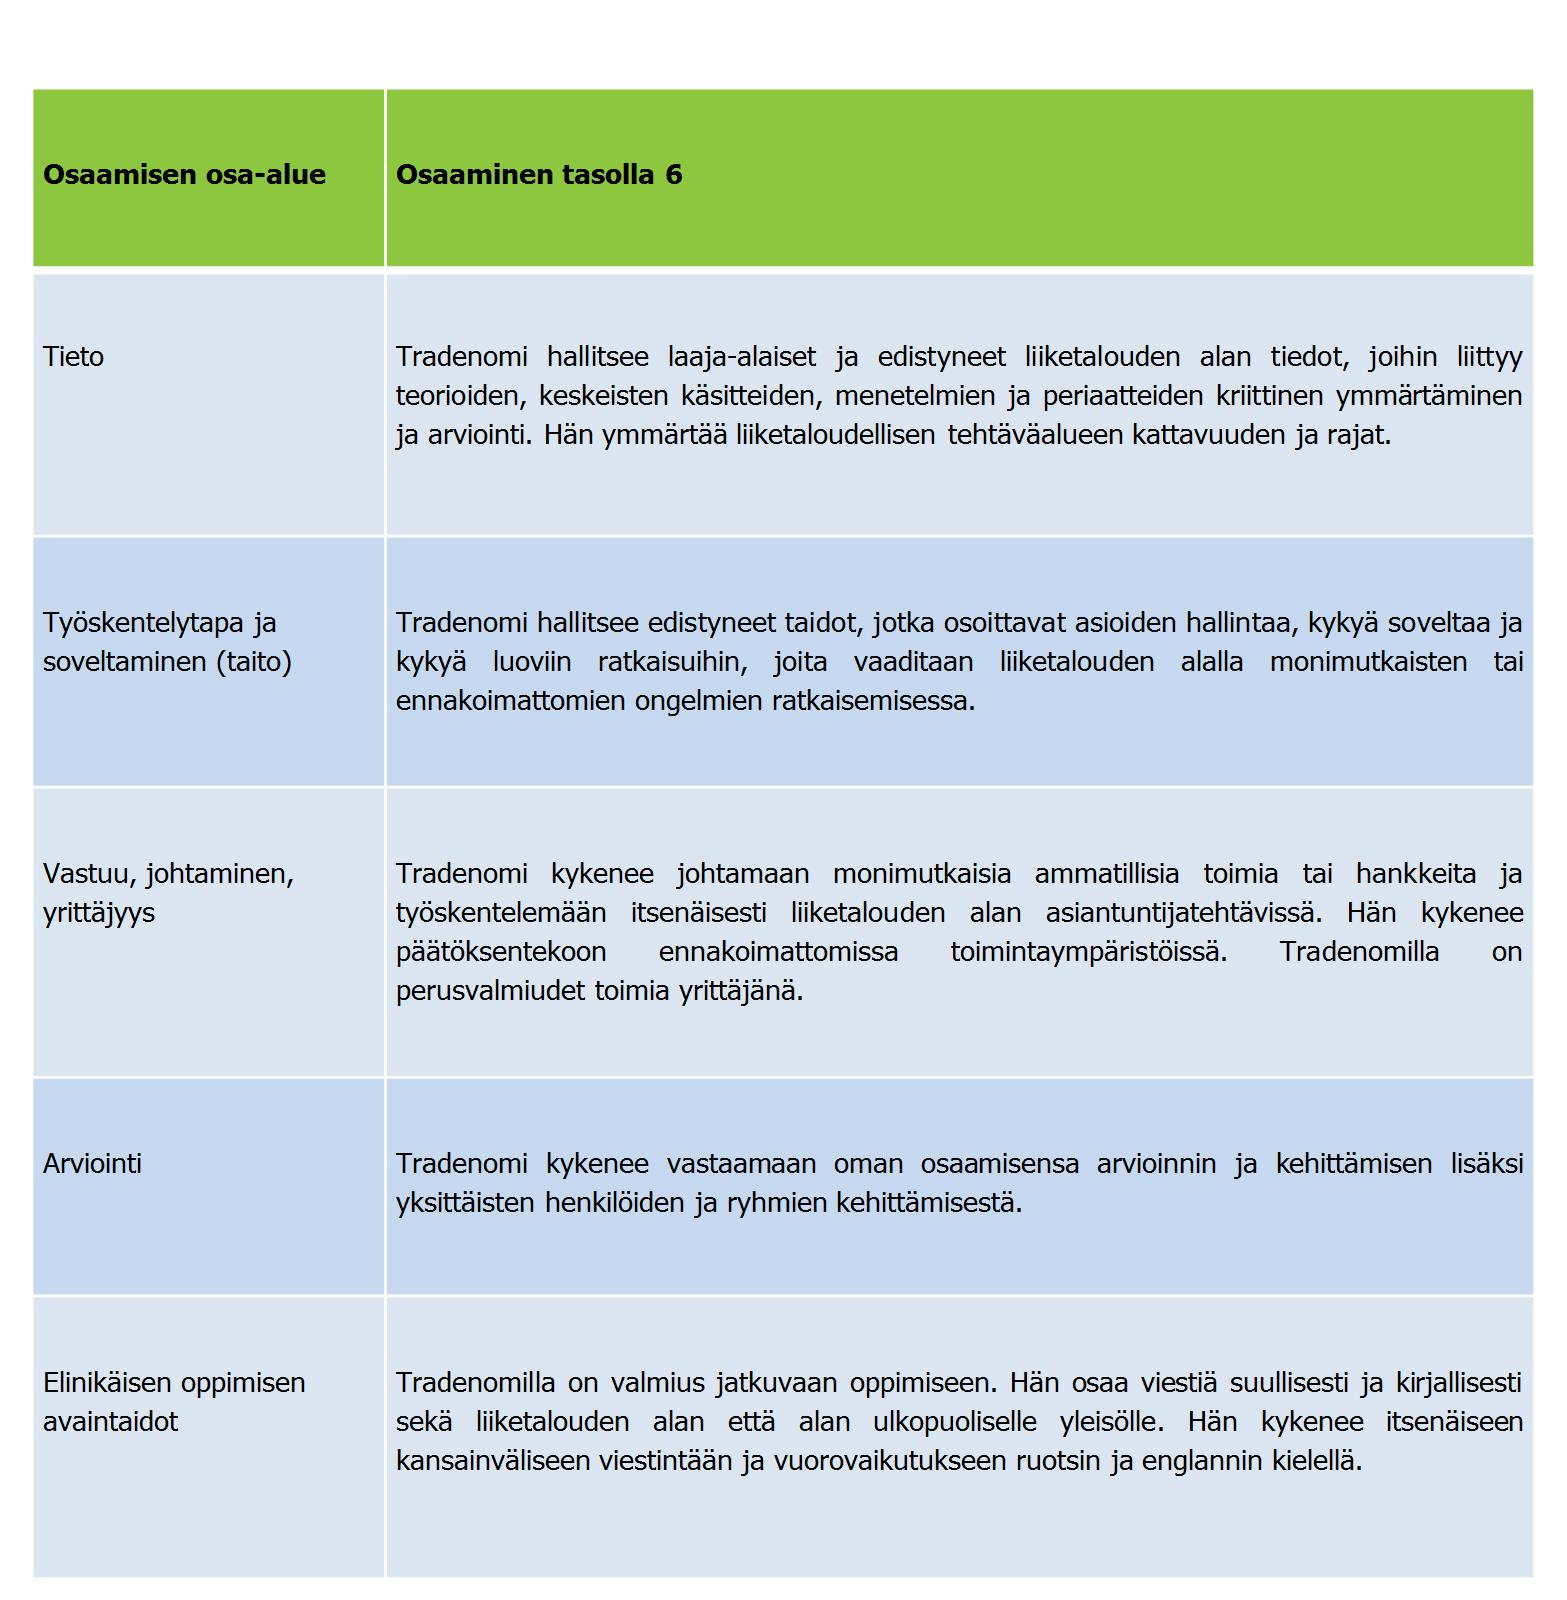 Osaamisen osa-alue
Osaaminen tasolla 6
Tieto
Tradenomi hallitsee laaja-alaiset ja edistyneet liiketalouden alan tiedot, joihin liittyy
teorioiden, keskeisten käsitteiden, menetelmien ja periaatteiden kriittinen ymmärtäminen
ja arviointi. Hän ymmärtää liiketaloudellisen tehtäväalueen kattavuuden ja rajat.
Työskentelytapa ja
soveltaminen (taito)
Tradenomi hallitsee edistyneet taidot, jotka osoittavat asioiden hallintaa, kykyä soveltaa ja
kykyä luoviin ratkaisuihin, joita vaaditaan liiketalouden alalla monimutkaisten tai
ennakoimattomien ongelmien ratkaisemisessa.
Vastuu, johtaminen,
yrittäjyys
Tradenomi kykenee johtamaan monimutkaisia ammatillisia toimia tai hankkeita ja
työskentelemään itsenäisesti liiketalouden alan asiantuntijatehtävissä. Hän kykenee
päätöksentekoon ennakoimattomissa toimintaympäristöissä. Tradenomilla on
perusvalmiudet toimia yrittäjänä.
Arviointi
Tradenomi kykenee vastaamaan oman osaamisensa arvioinnin ja kehittämisen lisäksi
yksittäisten henkilöiden ja ryhmien kehittämisestä.
Elinikäisen oppimisen
avaintaidot
Tradenomilla on valmius jatkuvaan oppimiseen. Hän osaa viestiä suullisesti ja kirjallisesti
sekä liiketalouden alan että alan ulkopuoliselle yleisölle. Hän kykenee itsenäiseen
kansainväliseen viestintään ja vuorovaikutukseen ruotsin ja englannin kielellä.